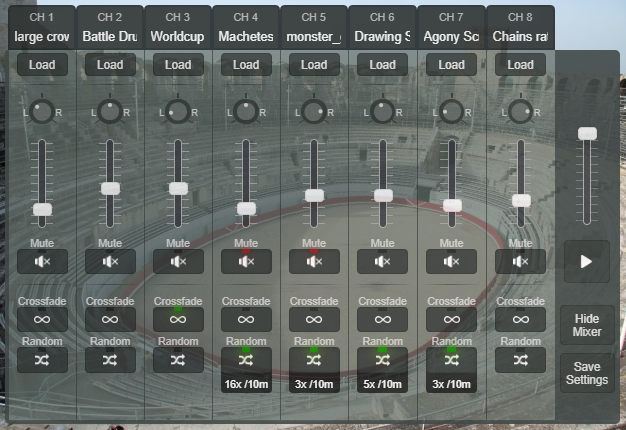 CH 1 CH 2 CH 3 CH 4 CH 5 CH 6 CH 7 CH 8
large crow Battle Dru Worldcup Machetes monster_ Drawing S Agony Sc Chains rat
Load Load Load Load Load Load Load Load
L R L R L R L R L R L R L R L R
Mute Mute Mute Mute Mute Mute Mute Mute
Crossfade Crossfade Crossfade Crossfade Crossfade Crossfade Crossfade Crossfade
Hide
Mixer
Random Random Random Random Random Random Random Random
16x /10m 3x /10m 5x /10m 3x /10m
Save
Settings